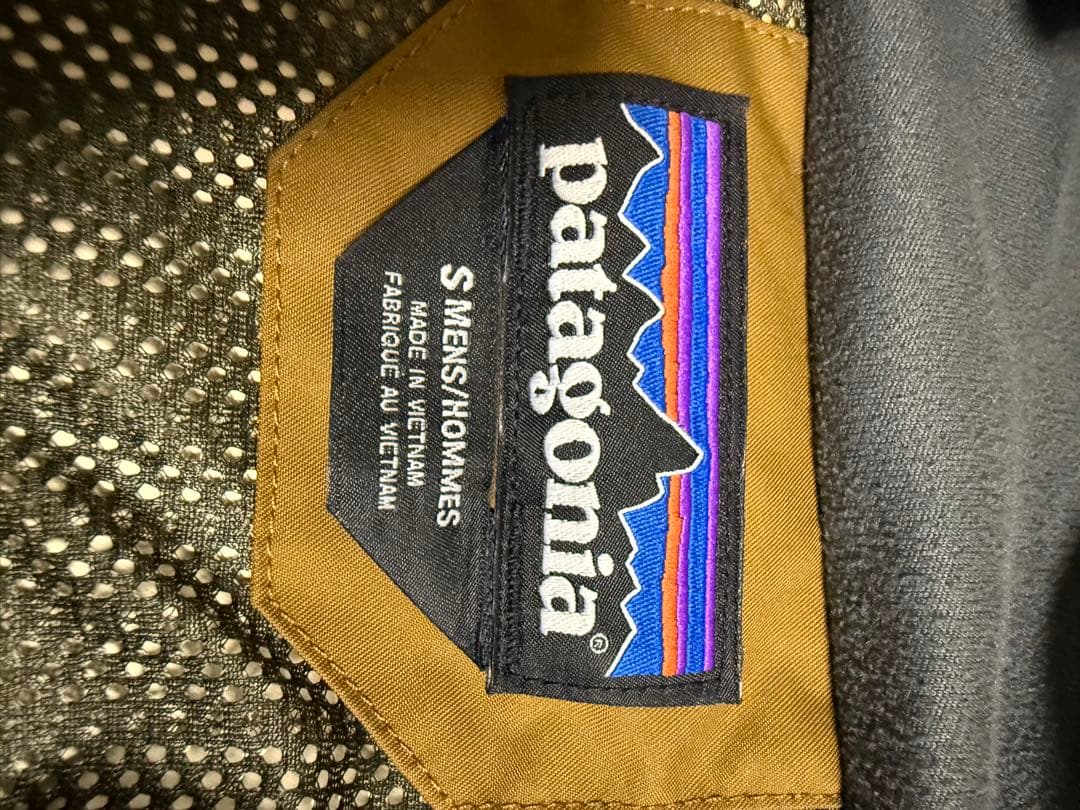 patagonia®
S MENS/HOMMES
MADE IN VIETNAM
FABRIQUE AU VIETNAM